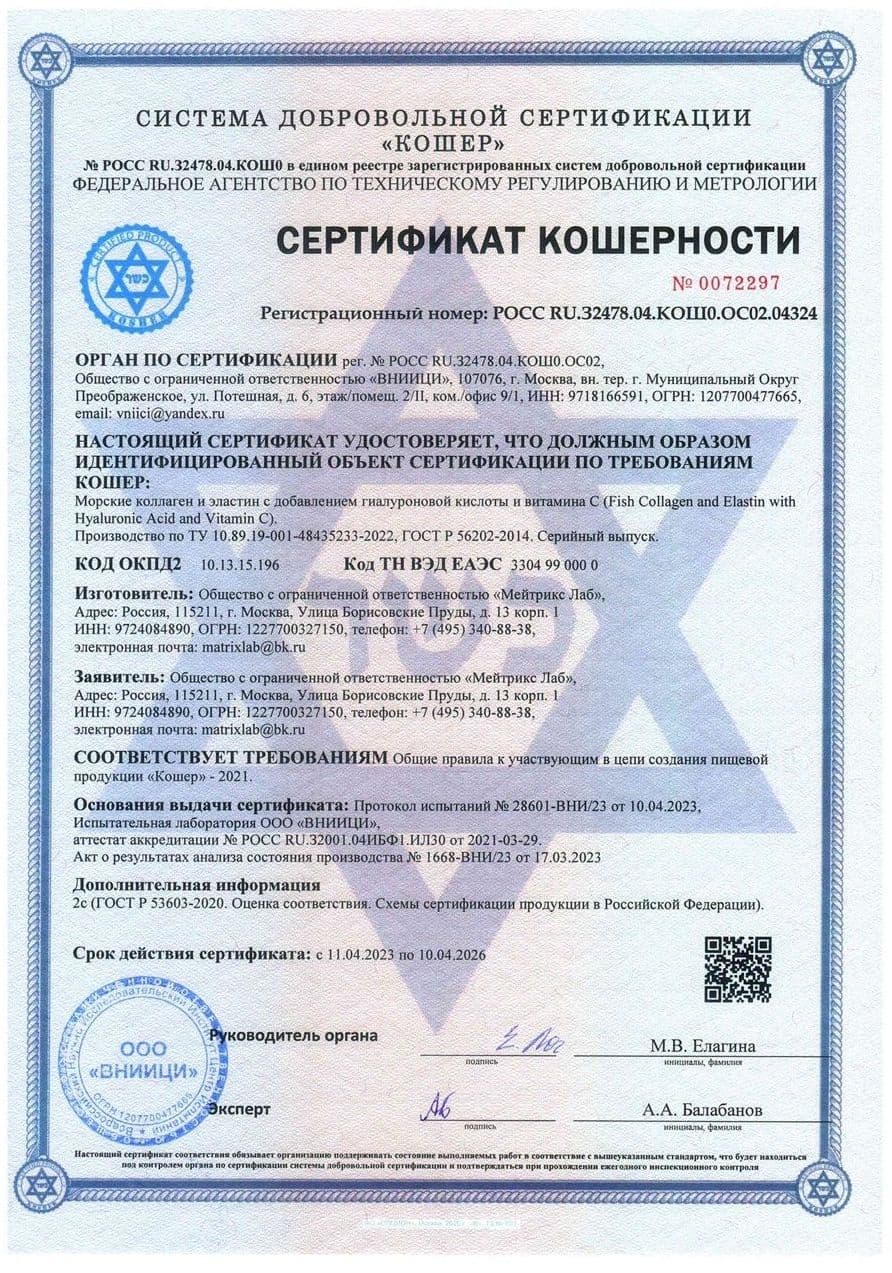 СИСТЕМА ДОБРОВОЛЬНОЙ СЕРТИФИКАЦИИ
«КОШЕР»
№ РОСС RU.32478.04.КОШ0 в едином реестре зарегистрированных систем добровольной сертификации
ФЕДЕРАЛЬНОЕ АГЕНТСТВО ПО ТЕХНИЧЕСКОМУ РЕГУЛИРОВАНИЮ И МЕТРОЛОГИИ
CERTIFIED PRODUCT
כשר
KOSHER
СЕРТИФИКАТ КОШЕРНОСТИ
№ 0072297
Регистрационный номер: РОСС RU.32478.04.КОШ0.ОС02.04324
ОРГАН ПО СЕРТИФИКАЦИИ рег. № РОСС RU.32478.04.КОШ0.ОС02,
Общество с ограниченной ответственностью «ВНИИЦИ», 107076, г. Москва, вн. тер. г. Муниципальный Округ
Преображенское, ул. Потешная, д. 6, этаж/помещ. 2/II, ком./офис 9/1, ИНН: 9718166591, ОГРН: 1207700477665,
email: vniici@yandex.ru
НАСТОЯЩИЙ СЕРТИФИКАТ УДОСТОВЕРЯЕТ, ЧТО ДОЛЖНЫМ ОБРАЗОМ
ИДЕНТИФИЦИРОВАННЫЙ ОБЪЕКТ СЕРТИФИКАЦИИ ПО ТРЕБОВАНИЯМ
КОШЕР:
Морские коллаген и эластин с добавлением гиалуроновой кислоты и витамина С (Fish Collagen and Elastin with
Hyaluronic Acid and Vitamin C).
Производство по ТУ 10.89.19-001-48435233-2022, ГОСТ Р 56202-2014. Серийный выпуск.
КОД ОКПД2 10.13.15.196 Код ТН ВЭД ЕАЭС 3304 99 000 0
Изготовитель: Общество с ограниченной ответственностью «Мейтрикс Лаб»,
Адрес: Россия, 115211, г. Москва, Улица Борисовские Пруды, д. 13 корп. 1
ИНН: 9724084890, ОГРН: 1227700327150, телефон: +7 (495) 340-88-38,
электронная почта: matrixlab@bk.ru
כשר
Заявитель: Общество с ограниченной ответственностью «Мейтрикс Лаб»,
Адрес: Россия, 115211, г. Москва, Улица Борисовские Пруды, д. 13 корп. 1
ИНН: 9724084890, ОГРН: 1227700327150, телефон: +7 (495) 340-88-38,
электронная почта: matrixlab@bk.ru
СООТВЕТСТВУЕТ ТРЕБОВАНИЯМ Общие правила к участвующим в цепи создания пищевой
продукции «Кошер» - 2021.
Основания выдачи сертификата: Протокол испытаний № 28601-ВНИ/23 от 10.04.2023,
Испытательная лаборатория ООО «ВНИИЦИ»,
аттестат аккредитации № РОСС RU.32001.04ИБФ1.ИЛ30 от 2021-03-29.
Акт о результатах анализа состояния производства № 1668-ВНИ/23 от 17.03.2023
Дополнительная информация
2с (ГОСТ Р 53603-2020. Оценка соответствия. Схемы сертификации продукции в Российской Федерации).
Срок действия сертификата: с 11.04.2023 по 10.04.2026
ООО
«ВНИИЦИ»
ОГРН 1207700477665
Руководитель органа
подпись
М.В. Елагина
инициалы, фамилия
Эксперт
подпись
А.А. Балабанов
инициалы, фамилия
Настоящий сертификат соответствия обязывает организацию поддерживать состояние выполняемых работ в соответствие с вышеуказанным стандартом, что будет находиться
под контролем органа по сертификации системы добровольной сертификации и подтверждаться при прохождении ежегодного инспекционного контроля